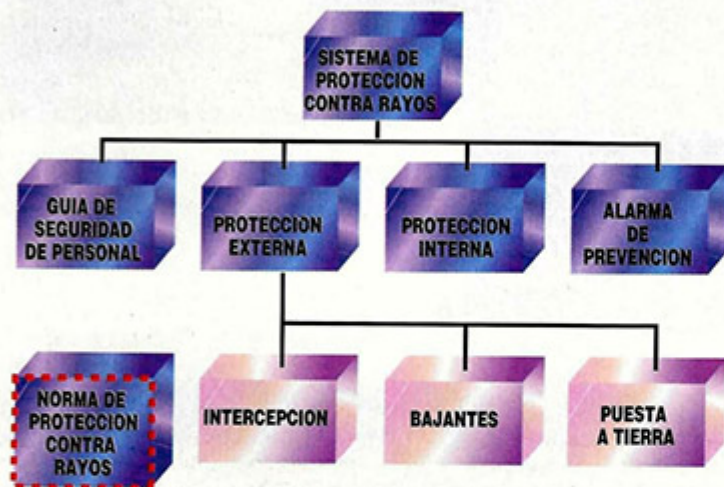 SISTEMA DE
PROTECCION
CONTRA RAYOS
GUIA DE
SEGURIDAD
DE PERSONAL
PROTECCION
EXTERNA
PROTECCION
INTERNA
ALARMA
DE
PREVENCION
NORMA DE
PROTECCION
CONTRA
RAYOS
INTERCEPCION
BAJANTES
PUESTA
A TIERRA